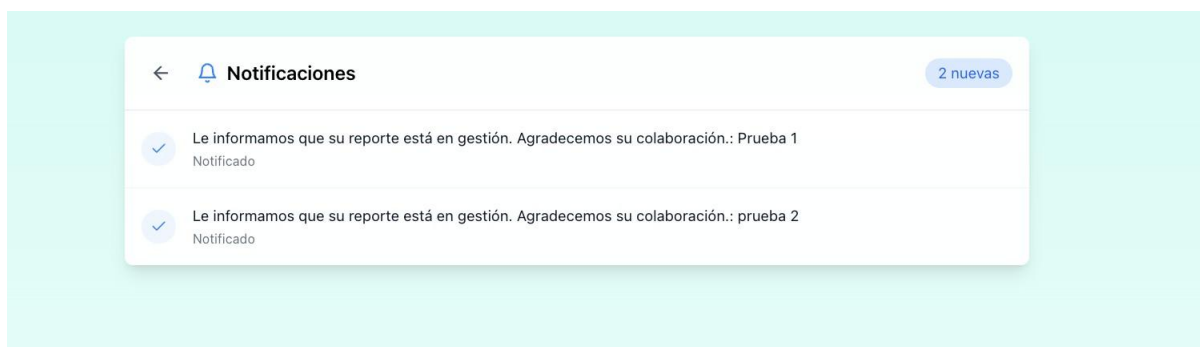 Notificaciones
2 nuevas
Le informamos que su reporte está en gestión. Agradecemos su colaboración.: Prueba 1
Notificado
Le informamos que su reporte está en gestión. Agradecemos su colaboración.: prueba 2
Notificado